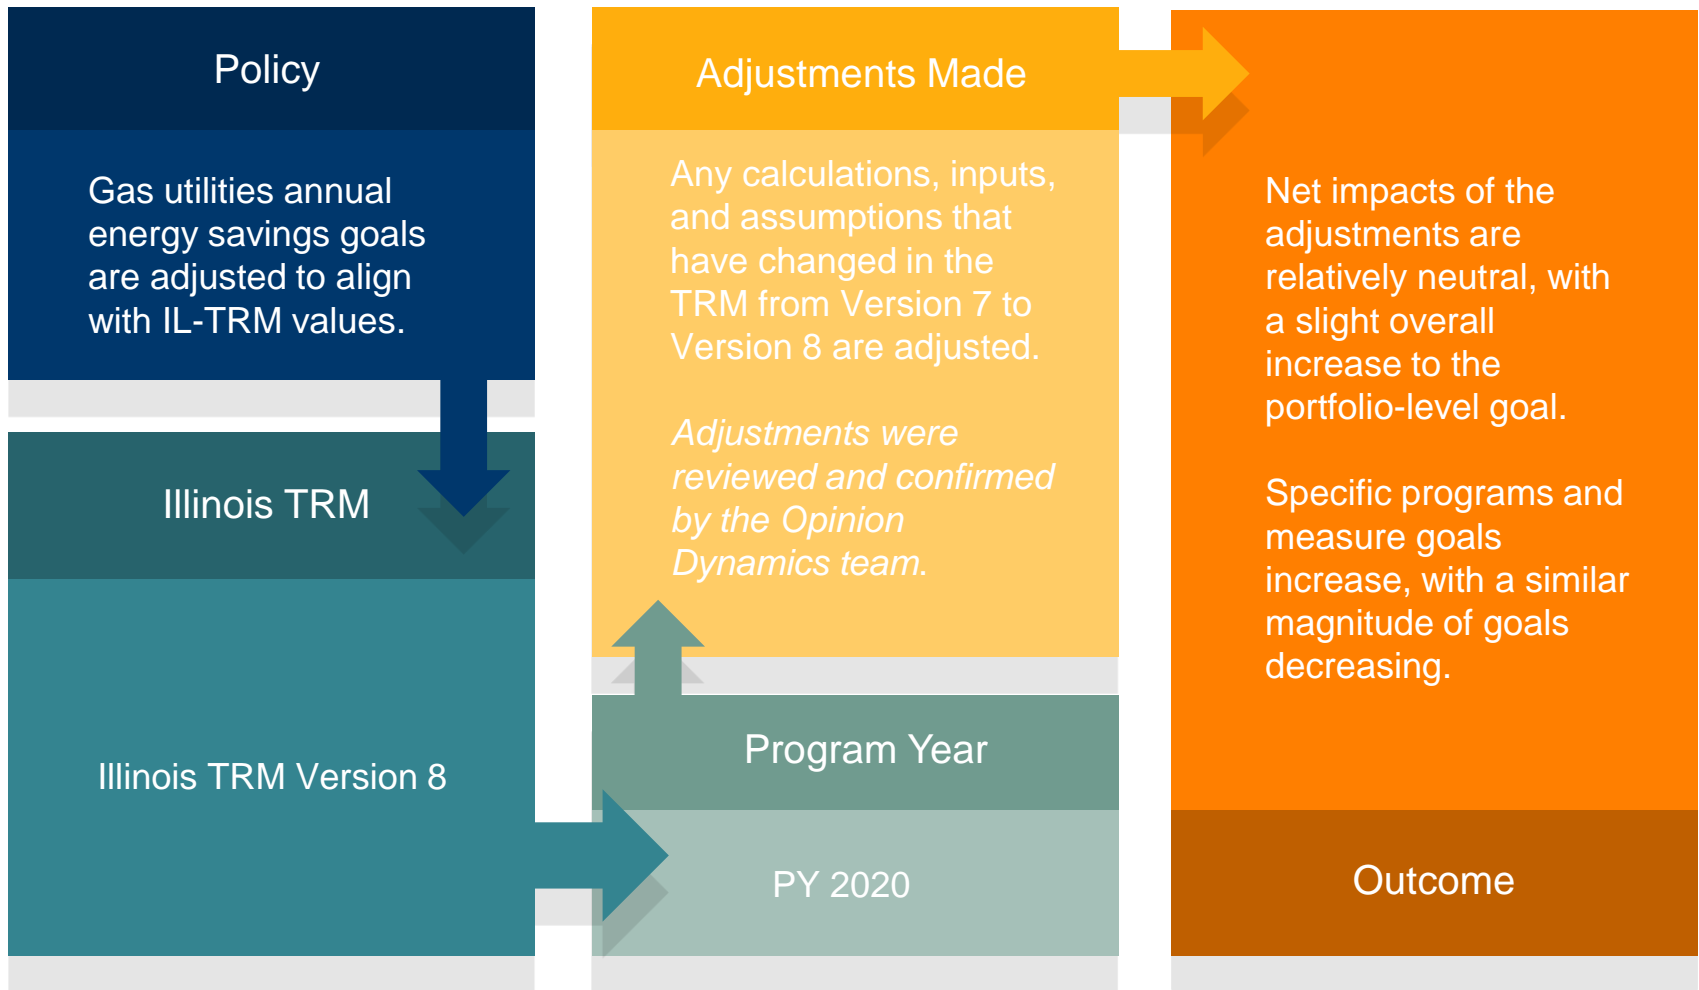 Policy
Gas utilities annual
energy savings goals
are adjusted to align
with IL-TRM values.
Illinois TRM
Illinois TRM Version 8
Adjustments Made
Any calculations, inputs,
and assumptions that
have changed in the
TRM from Version 7 to
Version 8 are adjusted.
Adjustments were
reviewed and confirmed
by the Opinion
Dynamics team.
Program Year
PY 2020
Net impacts of the
adjustments are
relatively neutral, with
a slight overall
increase to the
portfolio-level goal.
Specific programs and
measure goals
increase, with a similar
magnitude of goals
decreasing.
Outcome